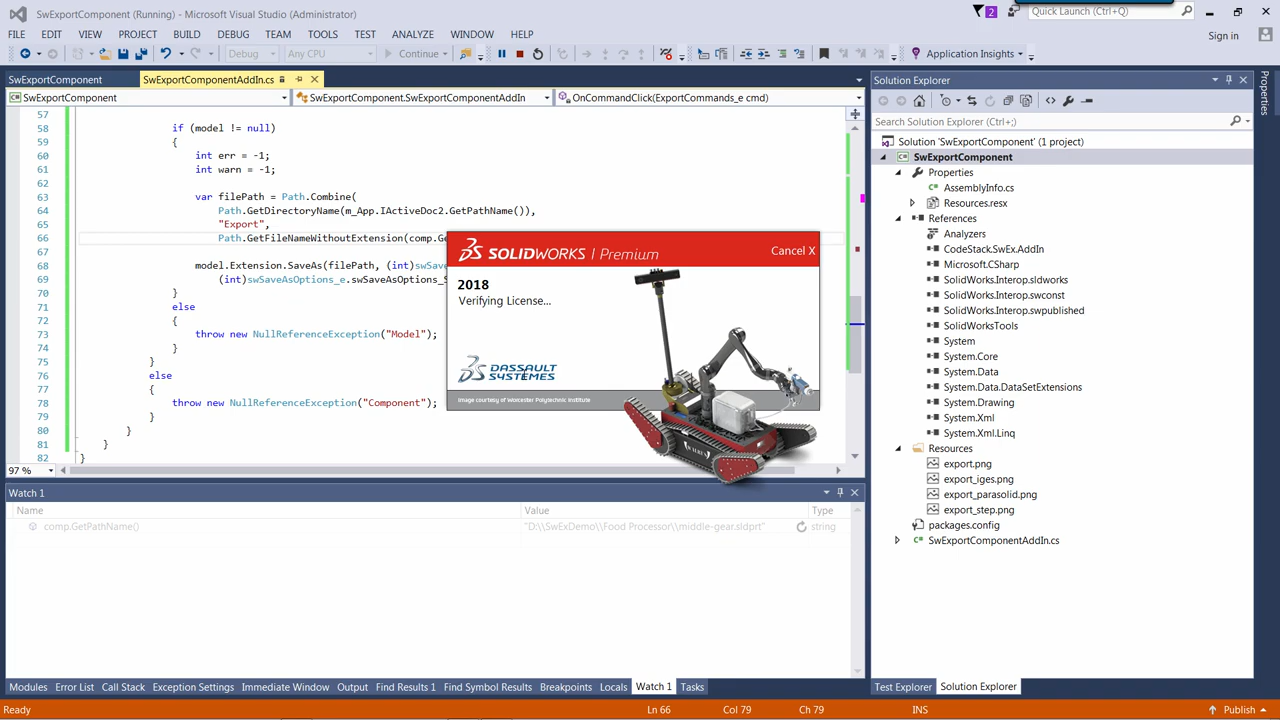 SwExportComponent (Running) - Microsoft Visual Studio (Administrator)
2
Quick Launch (Ctrl+Q)
FILE EDIT VIEW PROJECT BUILD DEBUG TEAM TOOLS TEST ANALYZE WINDOW HELP
Sign in
Debug Any CPU Continue Application Insights
SwExportComponent SwExportComponentAddIn.cs
SwExportComponent SwExportComponent.SwExportComponentAddIn OnCommandClick(ExportCommands_e cmd)
57
58 if (model != null)
59 {
60 int err = -1;
61 int warn = -1;
62
63 var filePath = Path.Combine(
64 Path.GetDirectoryName(m_App.IActiveDoc2.GetPathName()),
65 "Export",
66 Path.GetFileNameWithoutExtension(comp.Ge
67
68 model.Extension.SaveAs(filePath, (int)swSave
69 (int)swSaveAsOptions_e.swSaveAsOptions_S
70 }
71 else
72 {
73 throw new NullReferenceException("Model");
74 }
75 }
76 else
77 {
78 throw new NullReferenceException("Component");
79 }
80 }
81 }
82 }
97 %
SOLIDWORKS | Premium
Cancel X
2018
Verifying License...
DASSAULT
SYSTEMES
Image courtesy of Worcester Polytechnic Institute
Watch 1
Name Value Type
comp.GetPathName() "D:\\SwExDemo\\Food Processor\\middle-gear.sldprt" string
Modules Error List Call Stack Exception Settings Immediate Window Output Find Results 1 Find Symbol Results Breakpoints Locals Watch 1 Tasks
Solution Explorer
Search Solution Explorer (Ctrl+;)
Solution 'SwExportComponent' (1 project)
SwExportComponent
Properties
AssemblyInfo.cs
Resources.resx
References
Analyzers
CodeStack.SwEx.AddIn
Microsoft.CSharp
SolidWorks.Interop.sldworks
SolidWorks.Interop.swconst
SolidWorks.Interop.swpublished
SolidWorksTools
System
System.Core
System.Data
System.Data.DataSetExtensions
System.Drawing
System.Xml
System.Xml.Linq
Resources
export.png
export_iges.png
export_parasolid.png
export_step.png
packages.config
SwExportComponentAddIn.cs
Test Explorer Solution Explorer
Properties
Ready Ln 66 Col 79 Ch 79 INS Publish